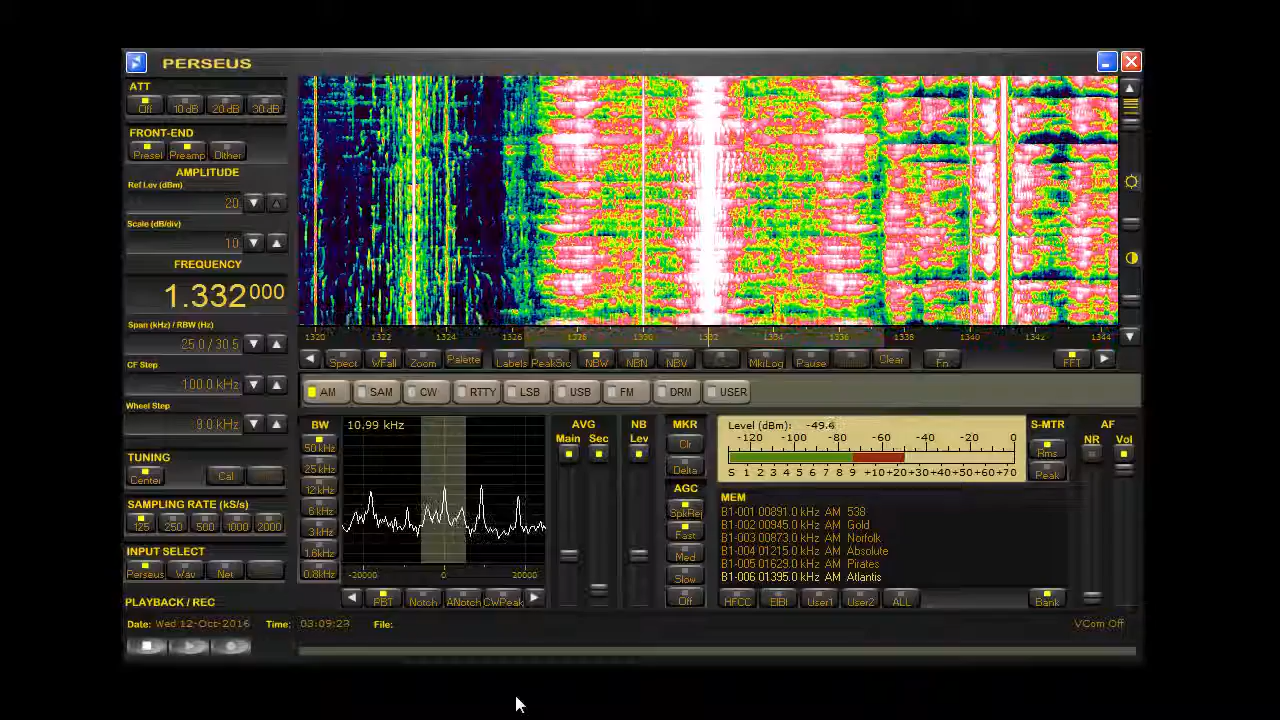 PERSEUS
ATT
Off 10 dB 20 dB 30 dB
FRONT-END
Presel Preamp Dither
AMPLITUDE
Ref Lev (dBm)
20
Scale (dB/div)
10
FREQUENCY
1.332000
Span (kHz) / RBW (Hz)
25.0 / 30.5
CF Step
100.0 kHz
Wheel Step
9.0 kHz
TUNING
Center Cal
SAMPLING RATE (kS/s)
125 250 500 1000 2000
INPUT SELECT
Perseus Wav Net
PLAYBACK / REC
Date: Wed 12-Oct-2016 Time: 03:09:23 File: VCom Off
1320 1322 1324 1326 1328 1330 1332 1334 1336 1338 1340 1342 1344
Spect WFall Zoom Palette Labels PeakSrc NBW NBN NBV MkiLog Pause Clear Fn FFT
AM SAM CW RTTY LSB USB FM DRM USER
BW
50 kHz
25 kHz
12 kHz
6 kHz
3 kHz
1.6kHz
0.8kHz
10.99 kHz
-20000 0 20000
PBT Notch ANotch CWPeak
AVG
Main Sec
NB
Lev
MKR
Clr
Delta
AGC
SpkRej
Fast
Med
Slow
Off
Level (dBm): -49.4
-120 -100 -80 -60 -40 -20 0
S 1 2 3 4 5 6 7 8 9 +10+20+30+40+50+60+70
S-MTR
Rms
Peak
AF
NR Vol
MEM
B1-001 00891.0 kHz AM 538
B1-002 00945.0 kHz AM Gold
B1-003 00873.0 kHz AM Norfolk
B1-004 01215.0 kHz AM Absolute
B1-005 01629.0 kHz AM Pirates
B1-006 01395.0 kHz AM Atlantis
HFCC EIBI User1 User2 ALL Bank